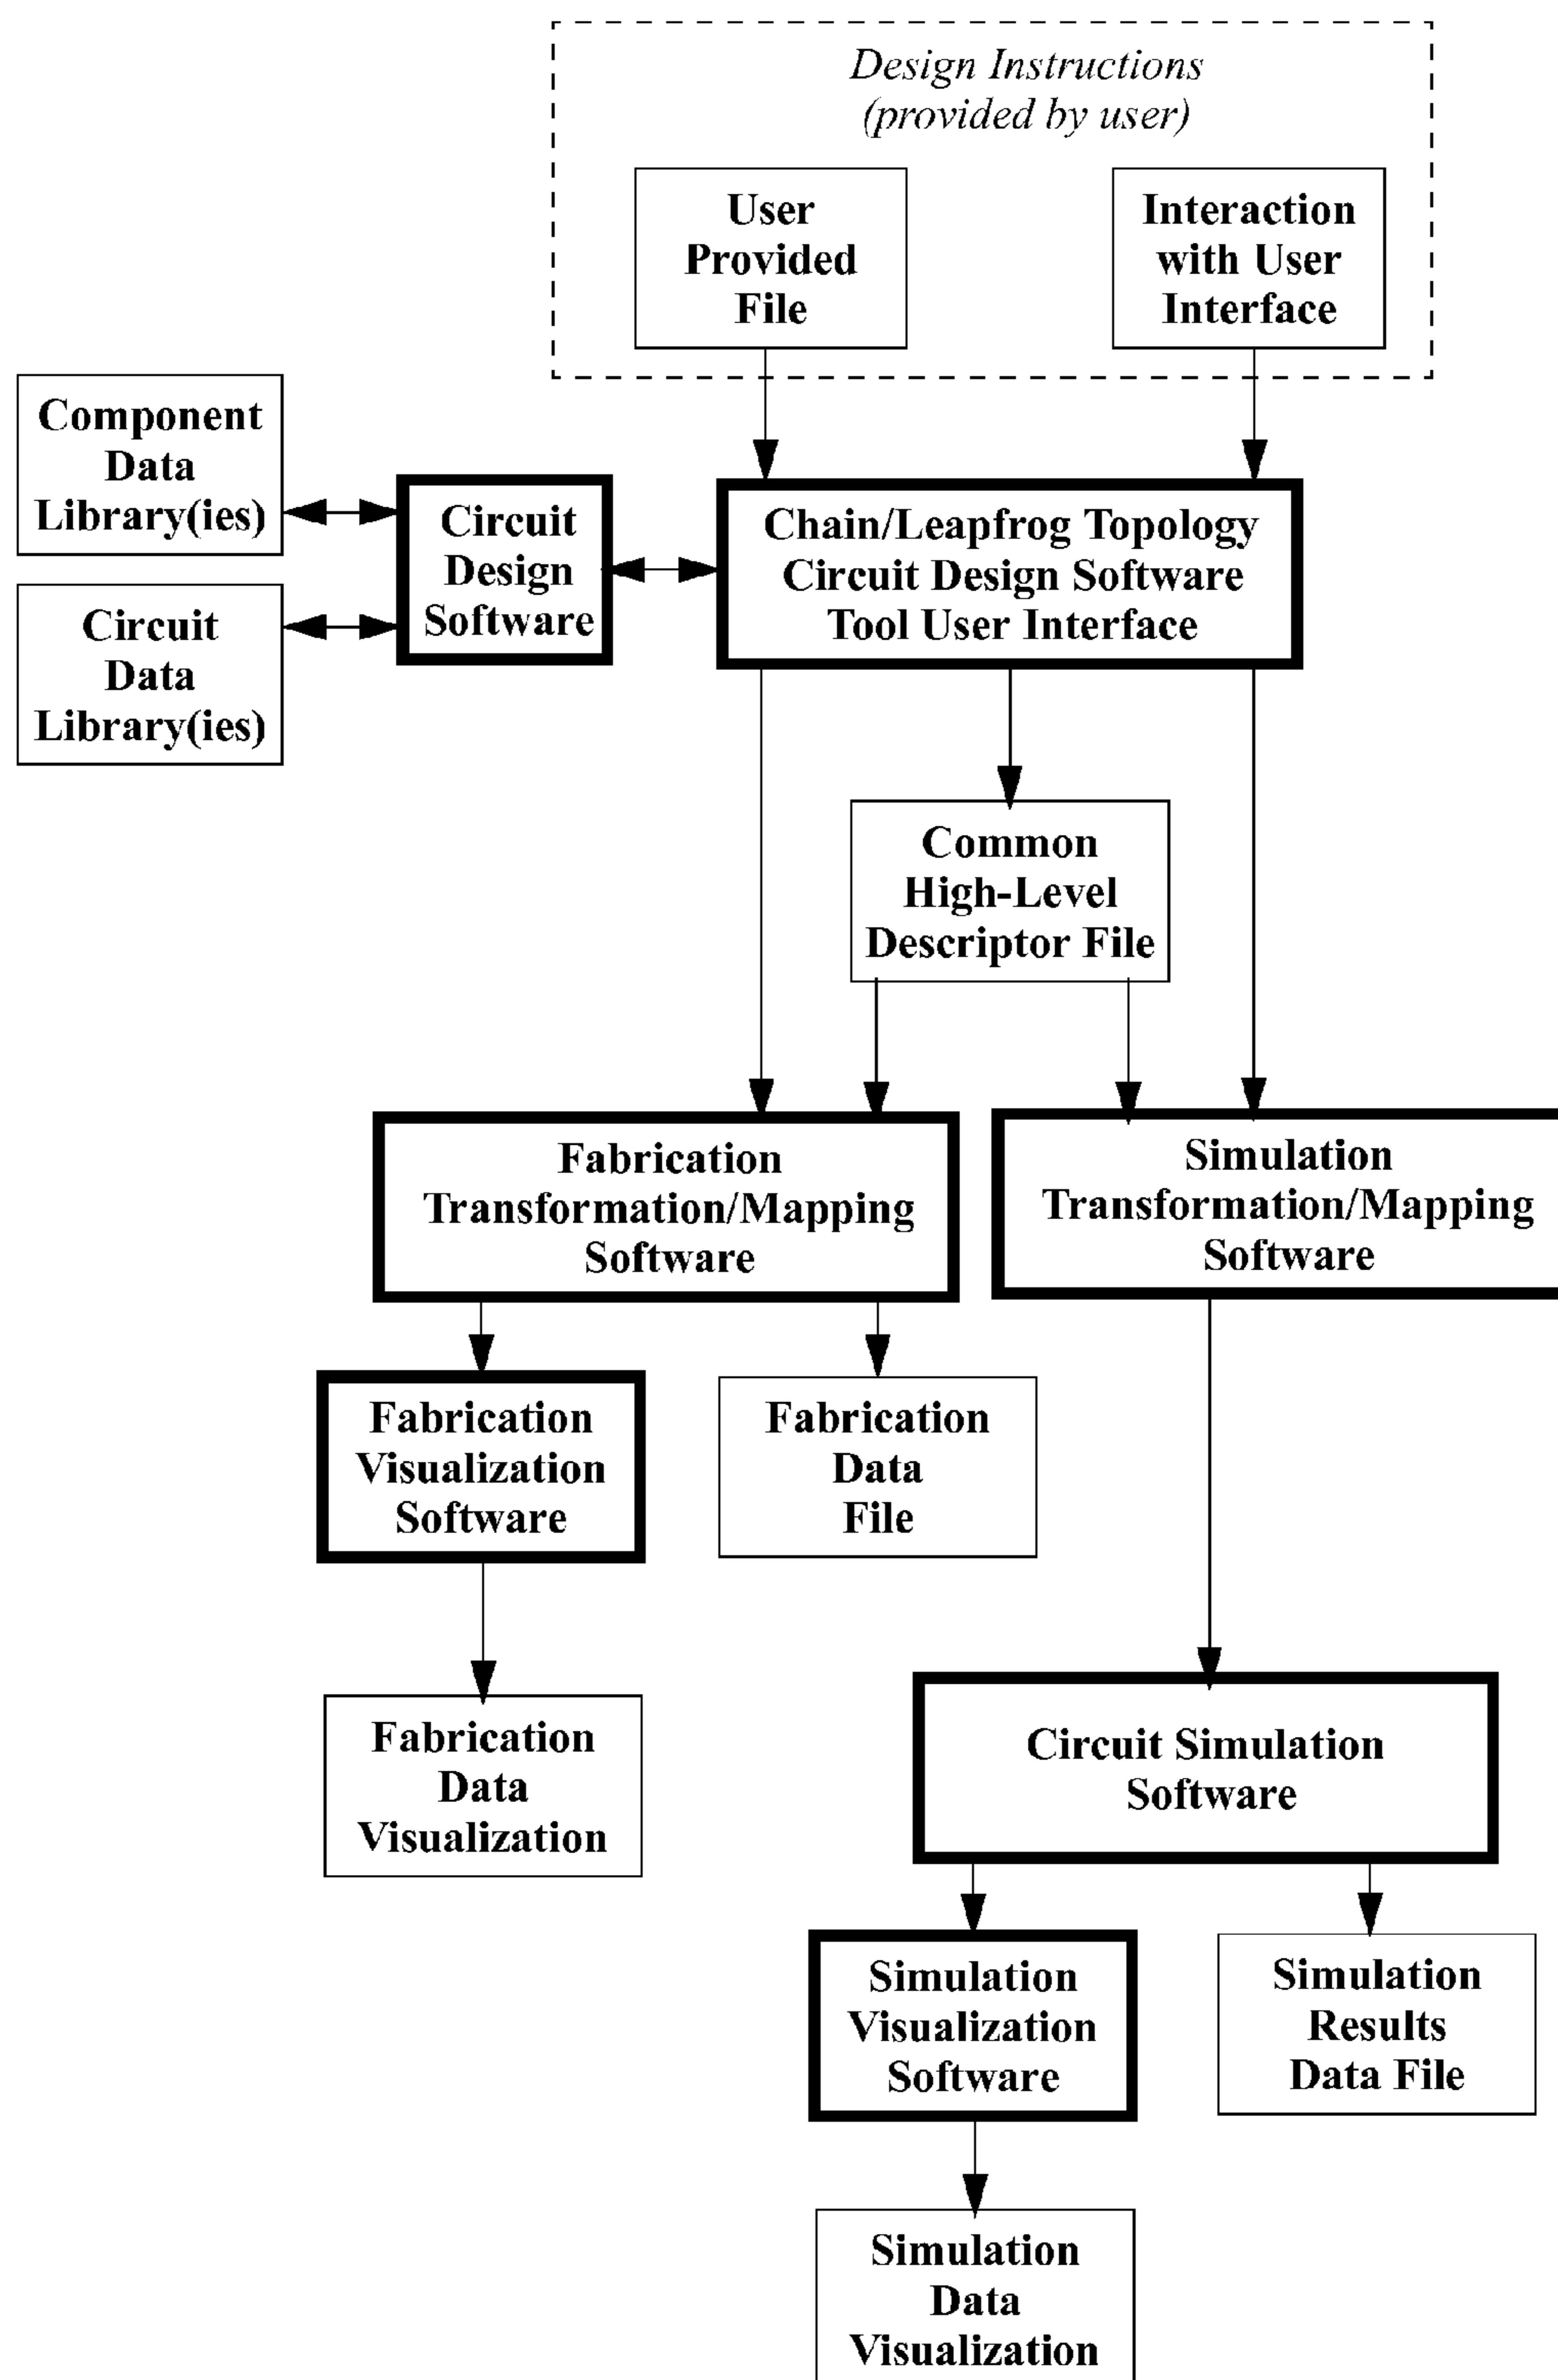 Design Instructions
(provided by user)
User
Provided
File
Interaction
with User
Interface
Component
Data
Library(ies)
Circuit
Data
Library(ies)
Circuit
Design
Software
Chain/Leapfrog Topology
Circuit Design Software
Tool User Interface
Common
High-Level
Descriptor File
Fabrication
Transformation/Mapping
Software
Simulation
Transformation/Mapping
Software
Fabrication
Visualization
Software
Fabrication
Data
File
Fabrication
Data
Visualization
Circuit Simulation
Software
Simulation
Visualization
Software
Simulation
Results
Data File
Simulation
Data
Visualization